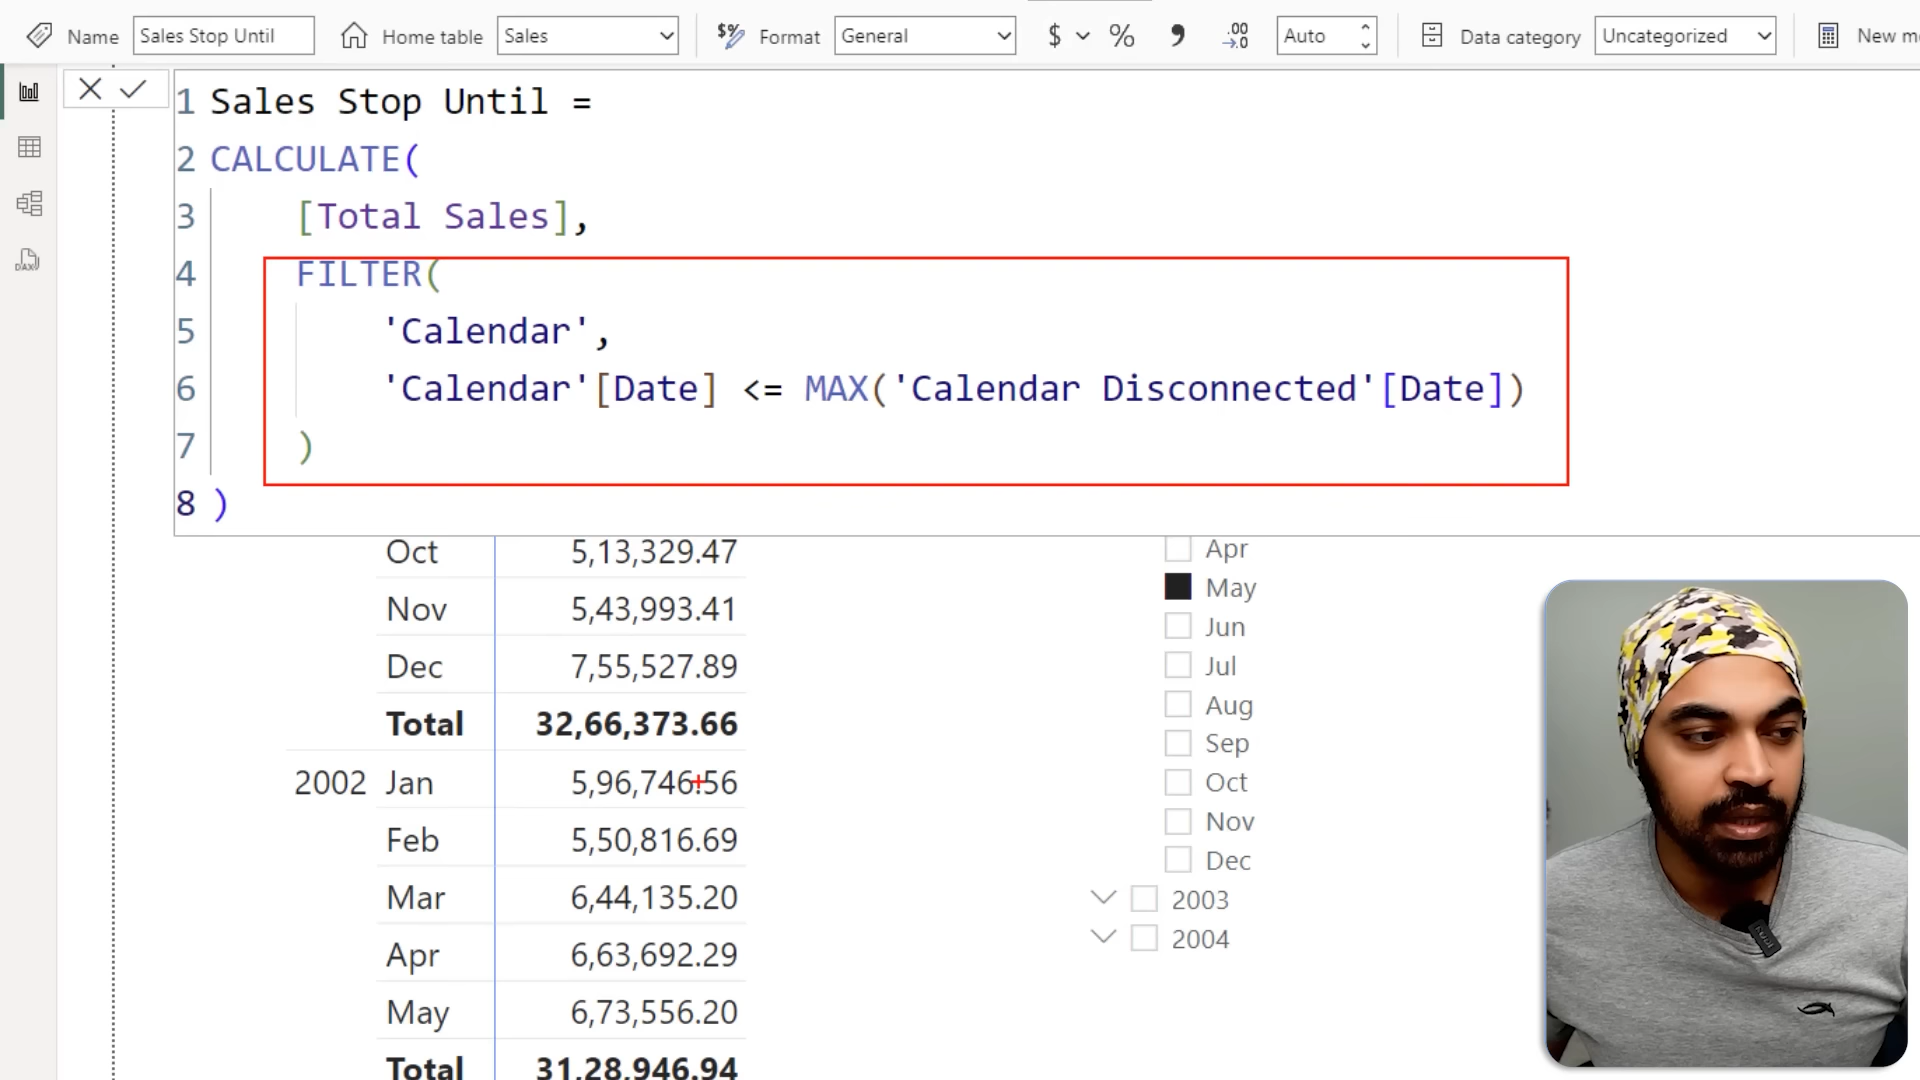 Name Sales Stop Until Home table Sales Format General $ % , .00 .0 Auto Data category Uncategorized New
1 Sales Stop Until =
2 CALCULATE(
3 [Total Sales],
4 FILTER(
5 'Calendar',
6 'Calendar'[Date] <= MAX('Calendar Disconnected'[Date])
7 )
8 )
DAX
Oct 5,13,329.47
Nov 5,43,993.41
Dec 7,55,527.89
Total 32,66,373.66
2002 Jan 5,96,746.56
Feb 5,50,816.69
Mar 6,44,135.20
Apr 6,63,692.29
May 6,73,556.20
Total 31,28,946.94
Apr
May
Jun
Jul
Aug
Sep
Oct
Nov
Dec
2003
2004